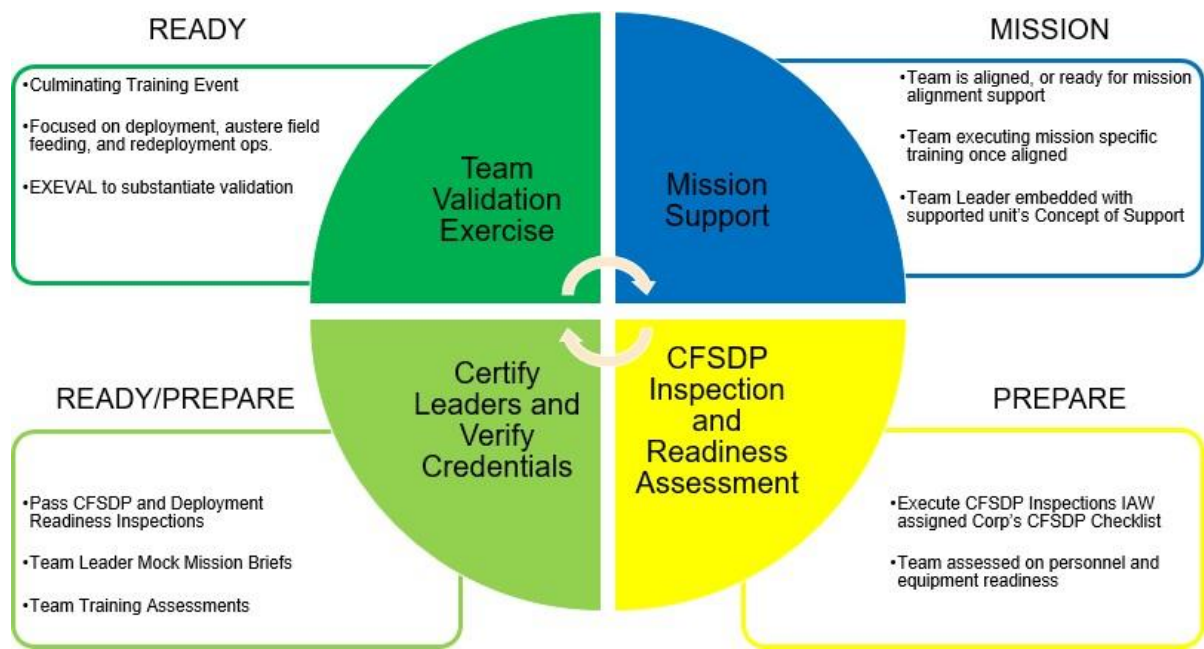 READY
•Culminating Training Event
•Focused on deployment, austere field
feeding, and redeployment ops.
•EXEVAL to substantiate validation
Team
Validation
Exercise
Mission
Support
MISSION
•Team is aligned, or ready for mission
alignment support
•Team executing mission specific
training once aligned
•Team Leader embedded with
supported unit's Concept of Support
READY/PREPARE
•Pass CFSDP and Deployment
Readiness Inspections
•Team Leader Mock Mission Briefs
•Team Training Assessments
Certify
Leaders and
Verify
Credentials
CFSDP
Inspection
and
Readiness
Assessment
PREPARE
•Execute CFSDP Inspections IAW
assigned Corp's CFSDP Checklist
•Team assessed on personnel and
equipment readiness